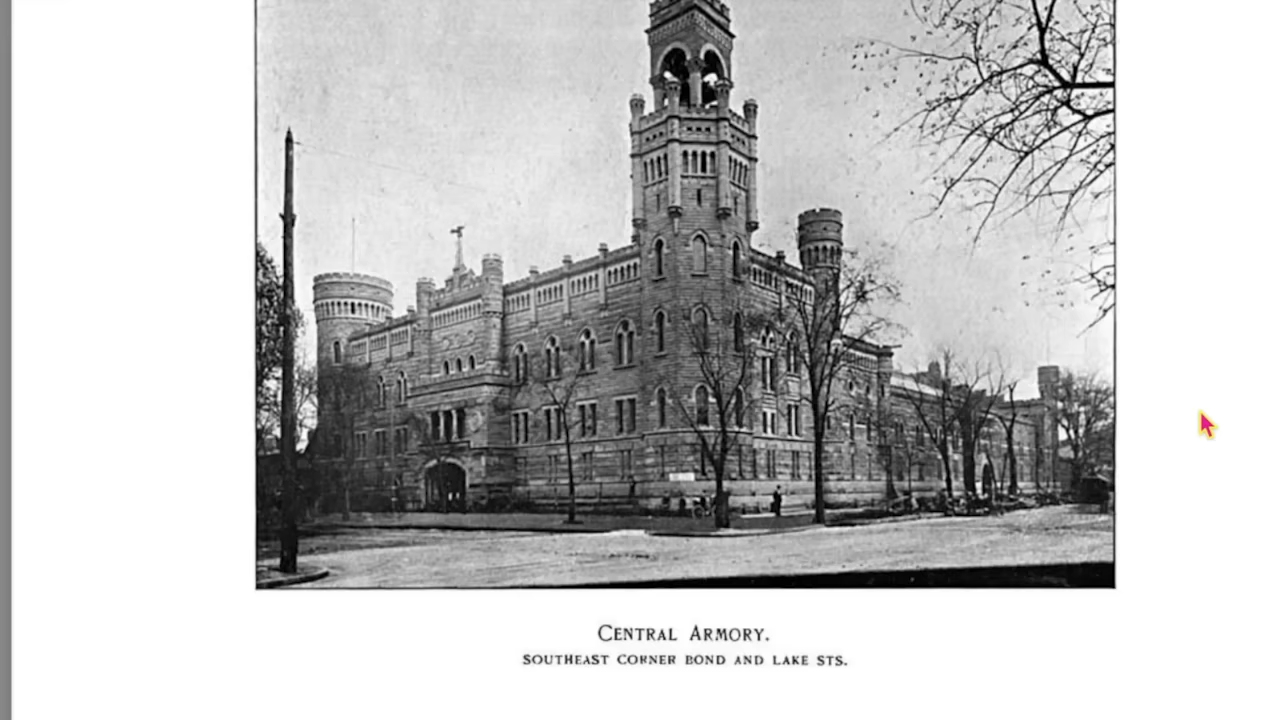 CENTRAL ARMORY.
SOUTHEAST CORNER BOND AND LAKE STS.